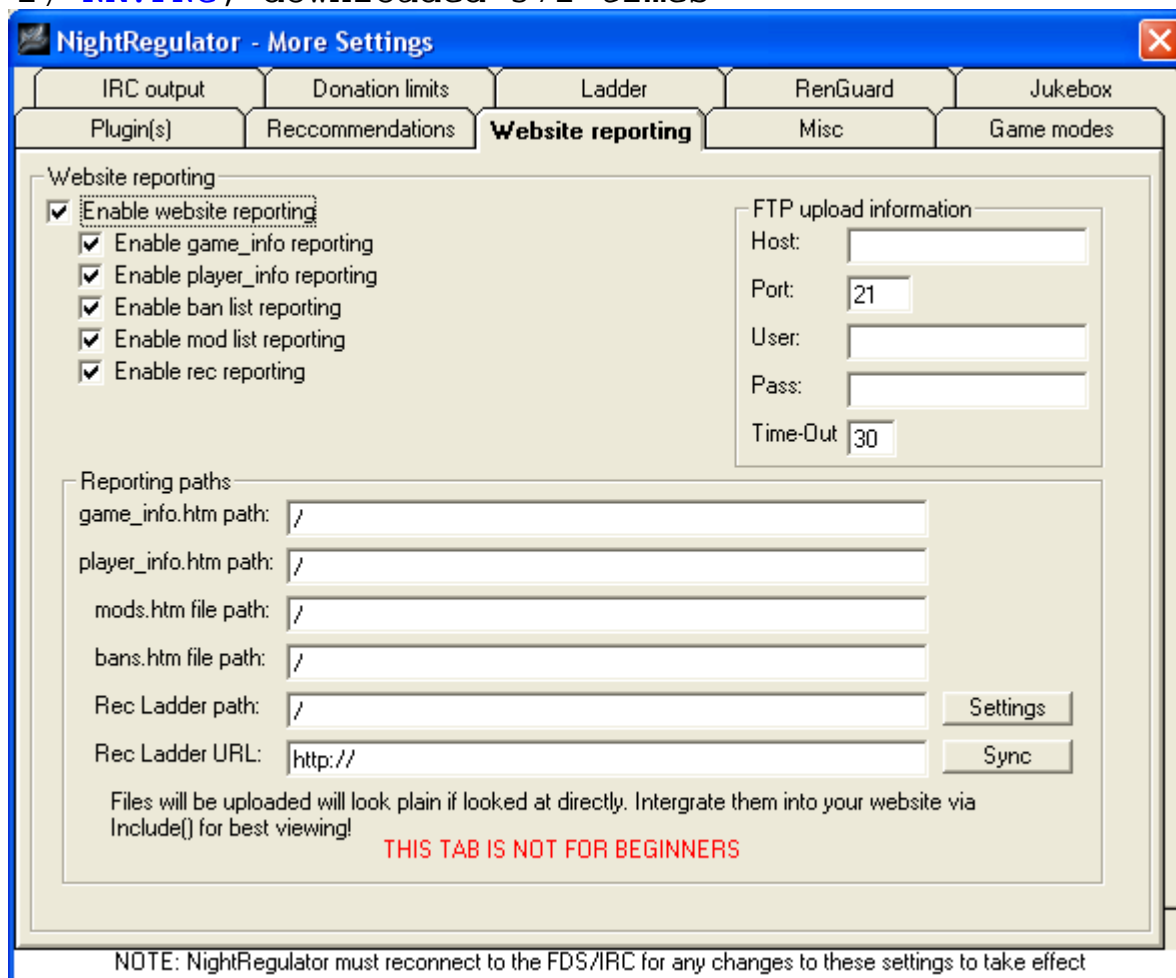 downloaded
NightRegulator - More Settings
IRC output Donation limits Ladder RenGuard Jukebox
Plugin(s) Reccommendations Website reporting Misc Game modes
Website reporting
Enable website reporting
Enable game_info reporting
Enable player_info reporting
Enable ban list reporting
Enable mod list reporting
Enable rec reporting
FTP upload information
Host:
Port: 21
User:
Pass:
Time-Out 30
Reporting paths
game_info.htm path: /
player_info.htm path: /
mods.htm file path: /
bans.htm file path: /
Rec Ladder path: / Settings
Rec Ladder URL: http:// Sync
Files will be uploaded will look plain if looked at directly. Intergrate them into your website via
Include() for best viewing!
THIS TAB IS NOT FOR BEGINNERS
NOTE: NightRegulator must reconnect to the FDS/IRC for any changes to these settings to take effect